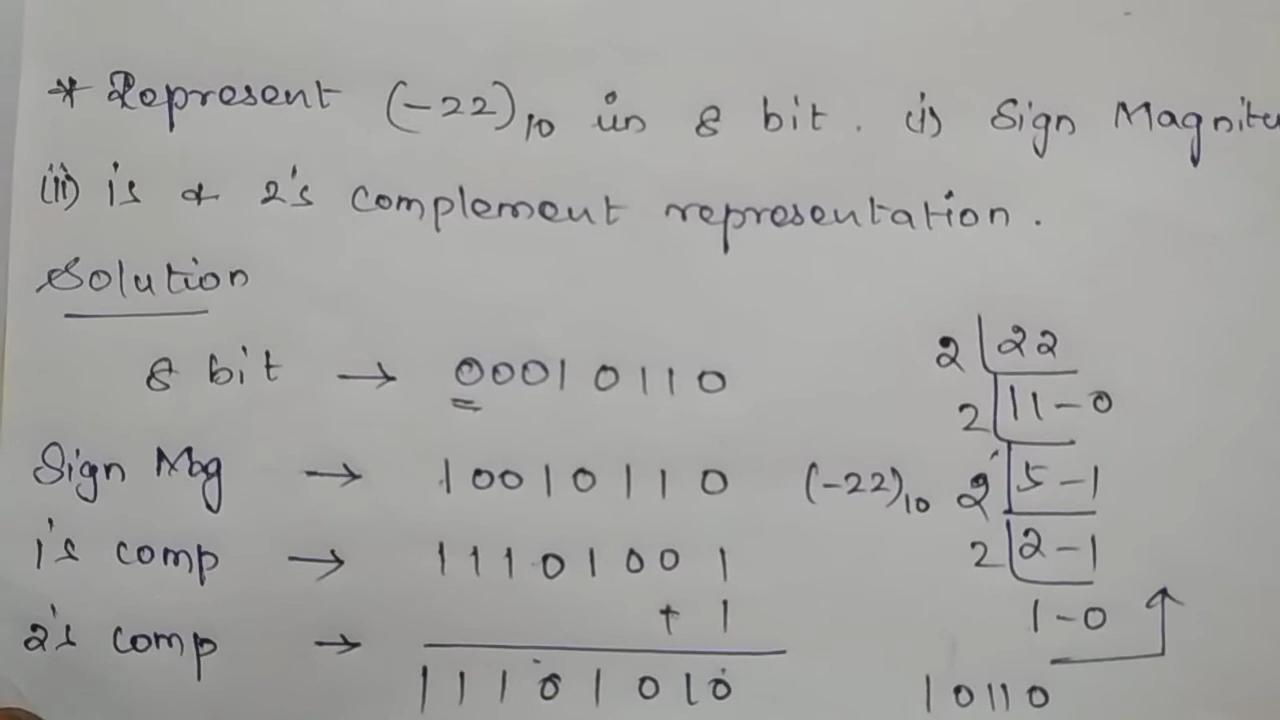 * Represent (-22)₁₀ in 8 bit. (i) Sign Magnitu
(ii) 1's & 2's complement representation.
Solution
8 bit → 00010110
Sign Mag → 10010110 (-22)₁₀
1's comp → 11101001
+ 1
2's comp →
11101010
2 | 22
2 | 11 - 0
2 | 5 - 1
2 | 2 - 1
1 - 0
10110